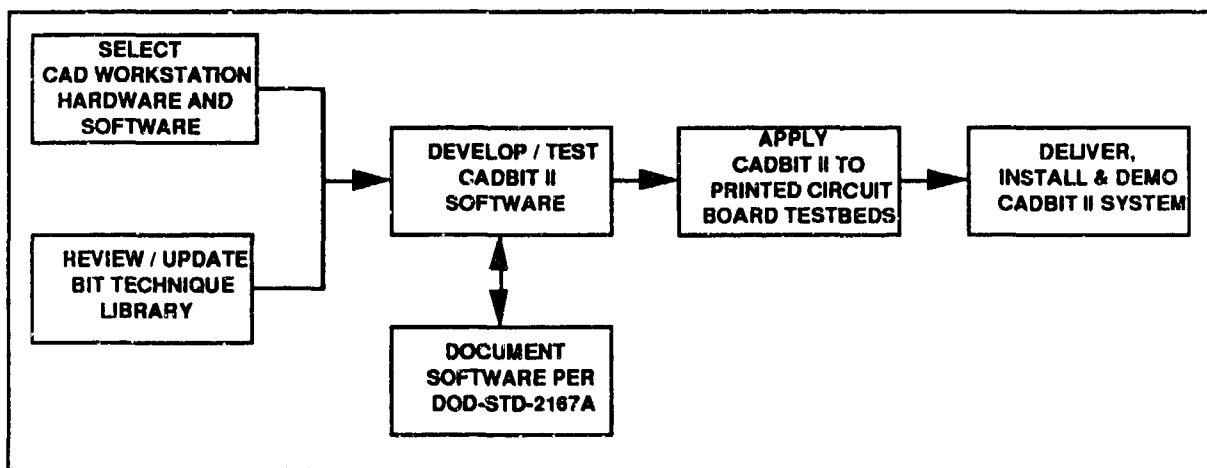 SELECT
CAD WORKSTATION
HARDWARE AND
SOFTWARE
REVIEW / UPDATE
BIT TECHNIQUE
LIBRARY
DEVELOP / TEST
CADBIT II
SOFTWARE
DOCUMENT
SOFTWARE PER
DOD-STD-2167A
APPLY
CADBIT II TO
PRINTED CIRCUIT
BOARD TESTBEDS
DELIVER,
INSTALL & DEMO
CADBIT II SYSTEM